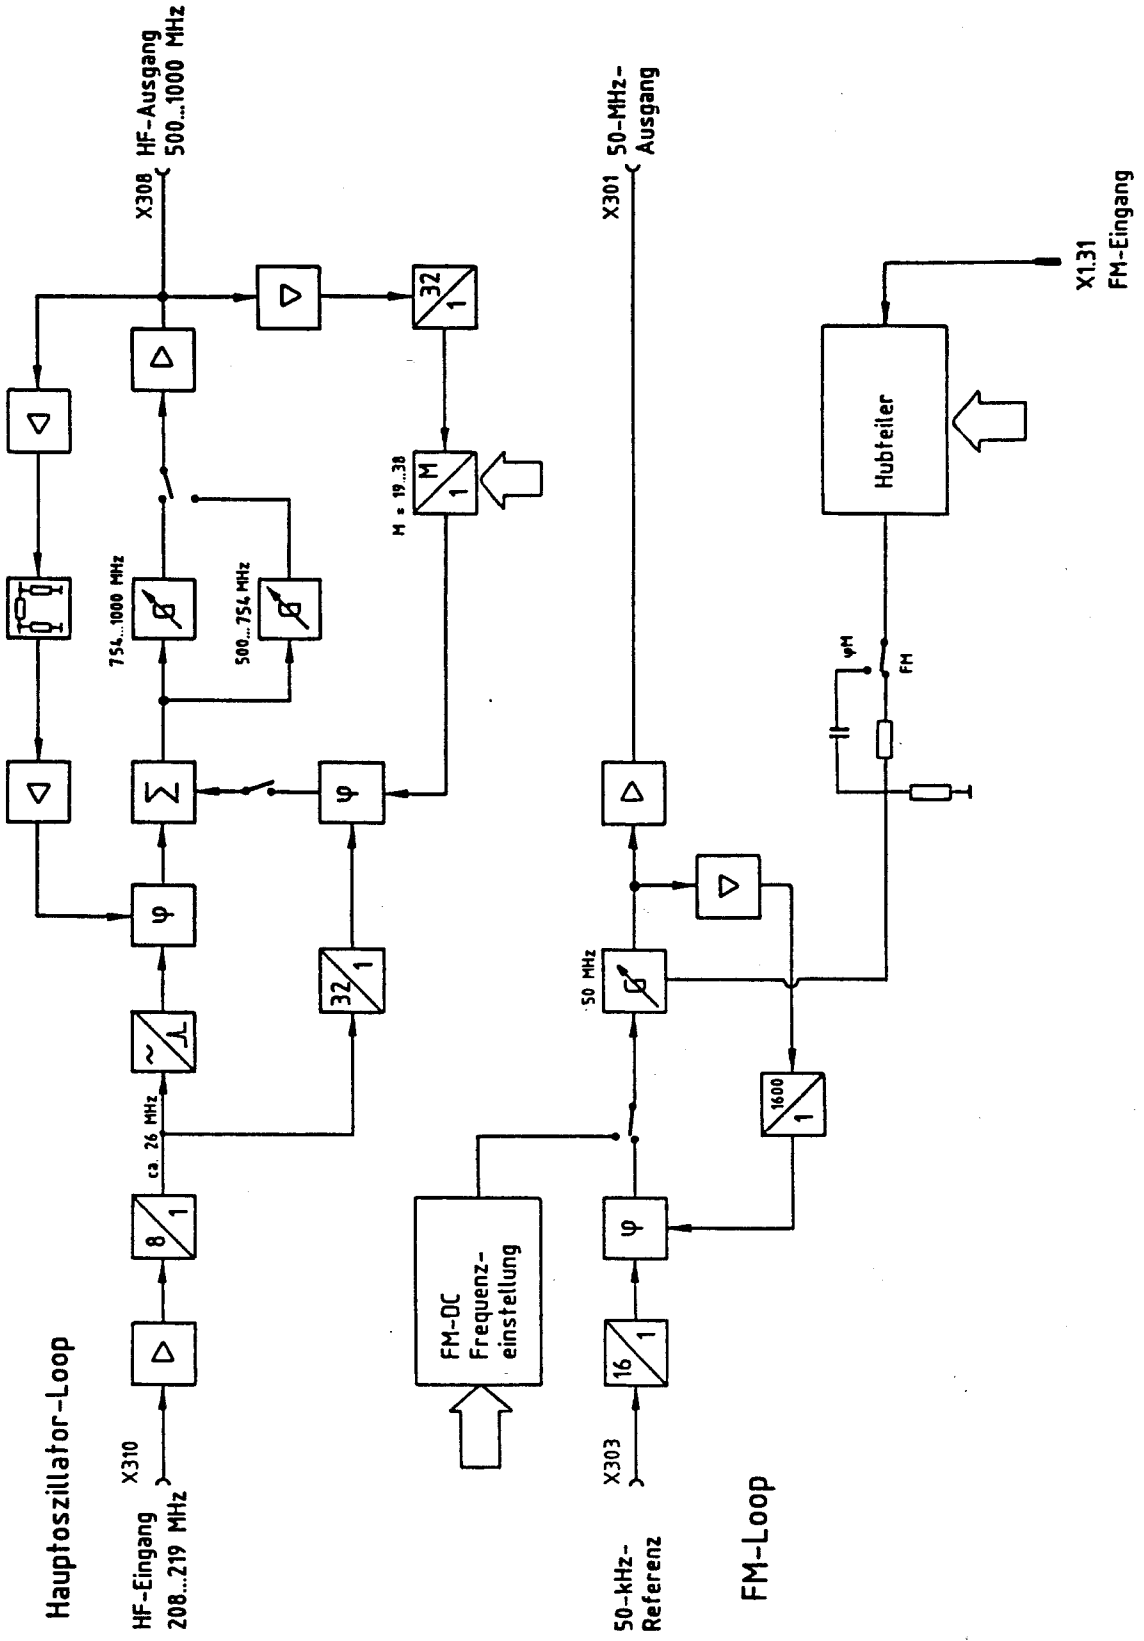 Hauptoszillator-Loop
HF-Eingang
208...219 MHz
X310
▷
8
1
ca. 26 MHz
~
φ
Σ
754...1000 MHz
G
500...754 MHz
G
▷
X308
HF-Ausgang
500...1000 MHz
32
1
φ
M = 19...38
M
1
32
1
FM-DC
Frequenz-
einstellung
50-kHz-
Referenz
X303
16
1
φ
50 MHz
G
X301
50-MHz-
Ausgang
1600
1
φM
FM
Hubteiler
X1.31
FM-Eingang
FM-Loop